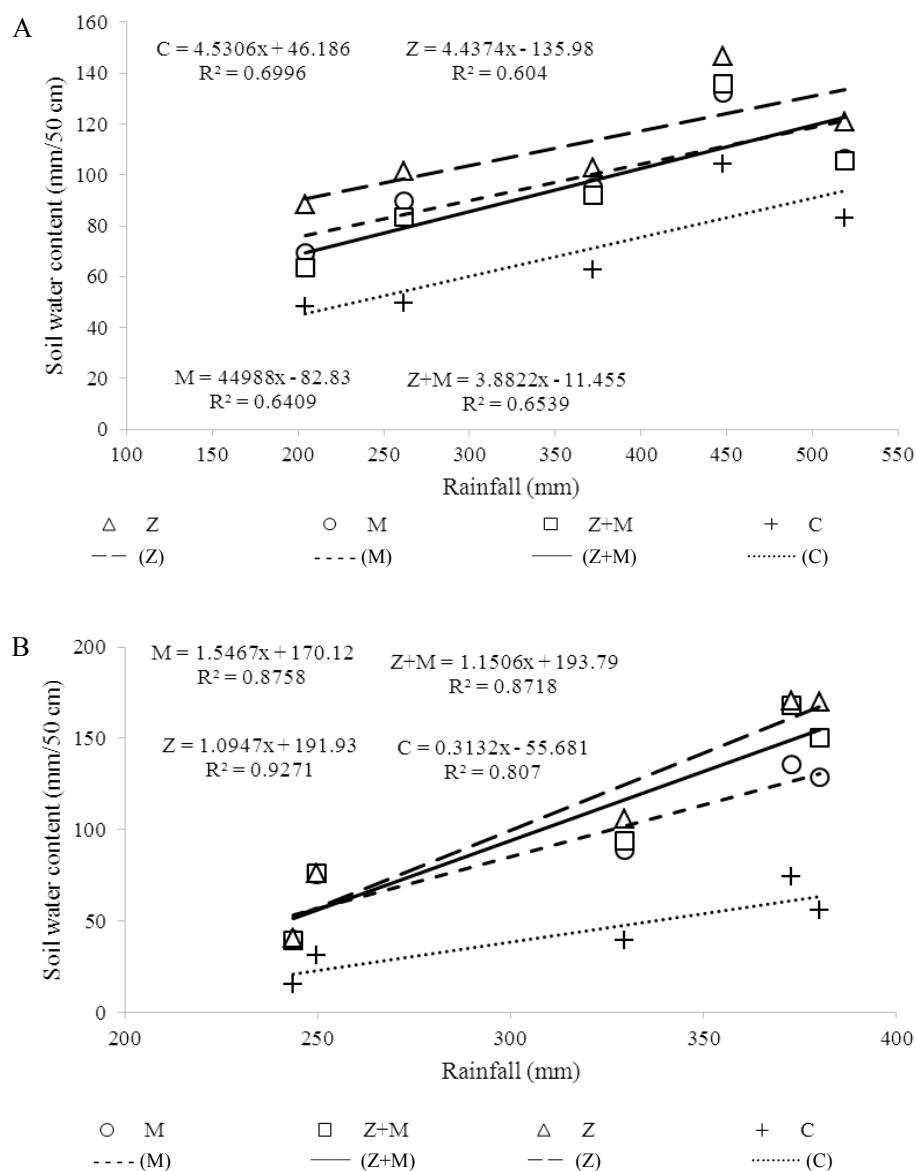 A
160
140
120
100
80
60
40
20
0
Soil water content (mm/50 cm)
C = 4.5306x + 46.186
R² = 0.6996
Z = 4.4374x - 135.98
R² = 0.604
M = 44988x - 82.83
R² = 0.6409
Z+M = 3.8822x - 11.455
R² = 0.6539
100 150 200 250 300 350 400 450 500 550
Rainfall (mm)
Z M Z+M C
(Z) (M) (Z+M) (C)
B
200
150
100
50
0
Soil water content (mm/50 cm)
M = 1.5467x + 170.12
R² = 0.8758
Z+M = 1.1506x + 193.79
R² = 0.8718
Z = 1.0947x + 191.93
R² = 0.9271
C = 0.3132x - 55.681
R² = 0.807
200 250 300 350 400
Rainfall (mm)
M Z+M Z C
(M) (Z+M) (Z) (C)